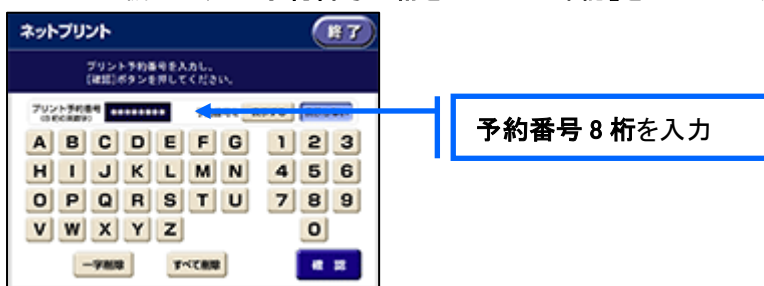 ネットプリント
終了
プリント予約番号を入力し、
[確認]ボタンを押してください。
プリント予約番号
********
予約番号8桁を入力
A B C D E F G 1 2 3
H I J K L M N 4 5 6
O P Q R S T U 7 8 9
V W X Y Z 0
一字削除 すべて削除 確認